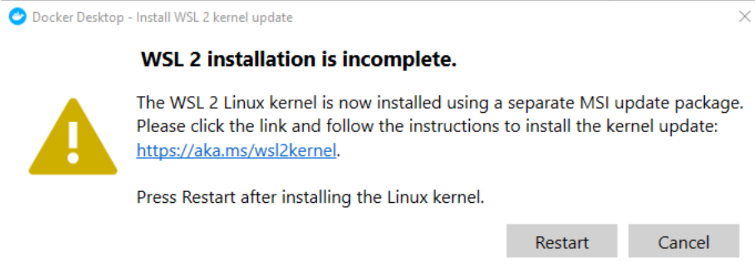 Docker Desktop - Install WSL 2 kernel update
WSL 2 installation is incomplete.
The WSL 2 Linux kernel is now installed using a separate MSI update package.
Please click the link and follow the instructions to install the kernel update:
https://aka.ms/wsl2kernel.
Press Restart after installing the Linux kernel.
Restart
Cancel